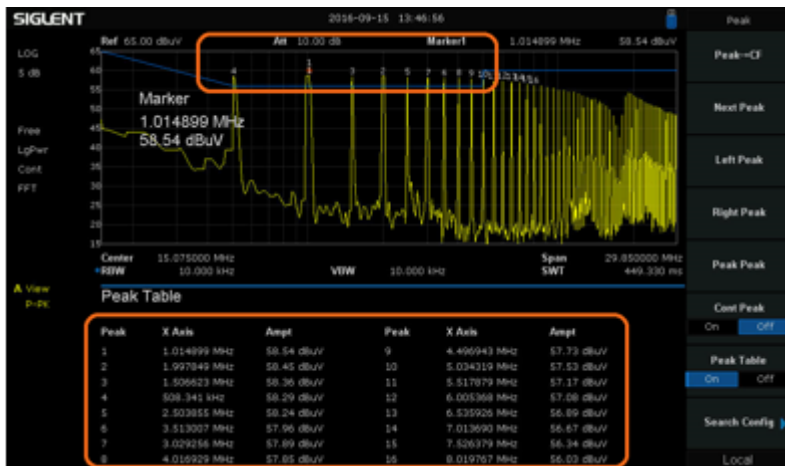 SIGLENT 2016-09-15 13:46:56 Peak
LOG Ref 65.00 dBuV Att 10.00 dB Marker1 1.014899 MHz 58.54 dBuV
5 dB
Peak→CF
Marker
1.014899 MHz
58.54 dBuV
Next Peak
Free
LgPwr
Cont
FFT
Left Peak
Right Peak
Center 15.075000 MHz Span 29.850000 MHz
RBW 10.000 kHz VBW 10.000 kHz SWT 449.330 ms
Peak Peak
A View
P-PK
Peak Table
Cont Peak
On Off
Peak X Axis Ampt Peak X Axis Ampt
1 1.014899 MHz 58.54 dBuV 9 4.496943 MHz 57.73 dBuV
2 1.997849 MHz 58.45 dBuV 10 5.034319 MHz 57.53 dBuV
3 1.506623 MHz 58.36 dBuV 11 5.517879 MHz 57.17 dBuV
4 508.341 kHz 58.29 dBuV 12 6.005368 MHz 57.08 dBuV
5 2.503855 MHz 58.24 dBuV 13 6.535926 MHz 56.89 dBuV
6 3.513007 MHz 57.96 dBuV 14 7.013690 MHz 56.67 dBuV
7 3.029256 MHz 57.89 dBuV 15 7.526379 MHz 56.34 dBuV
8 4.016929 MHz 57.85 dBuV 16 8.019767 MHz 56.03 dBuV
Peak Table
On Off
Search Config
Local